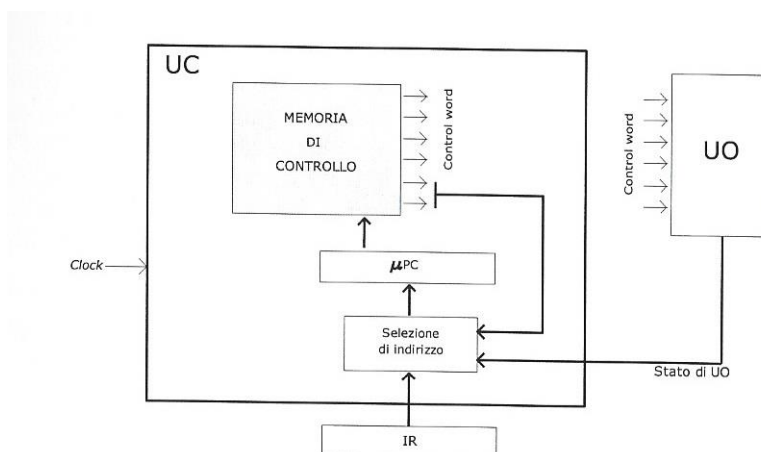 UC
MEMORIA
DI
CONTROLLO
Control word
Control word
UO
Clock
μPC
Selezione
di indirizzo
Stato di UO
IR